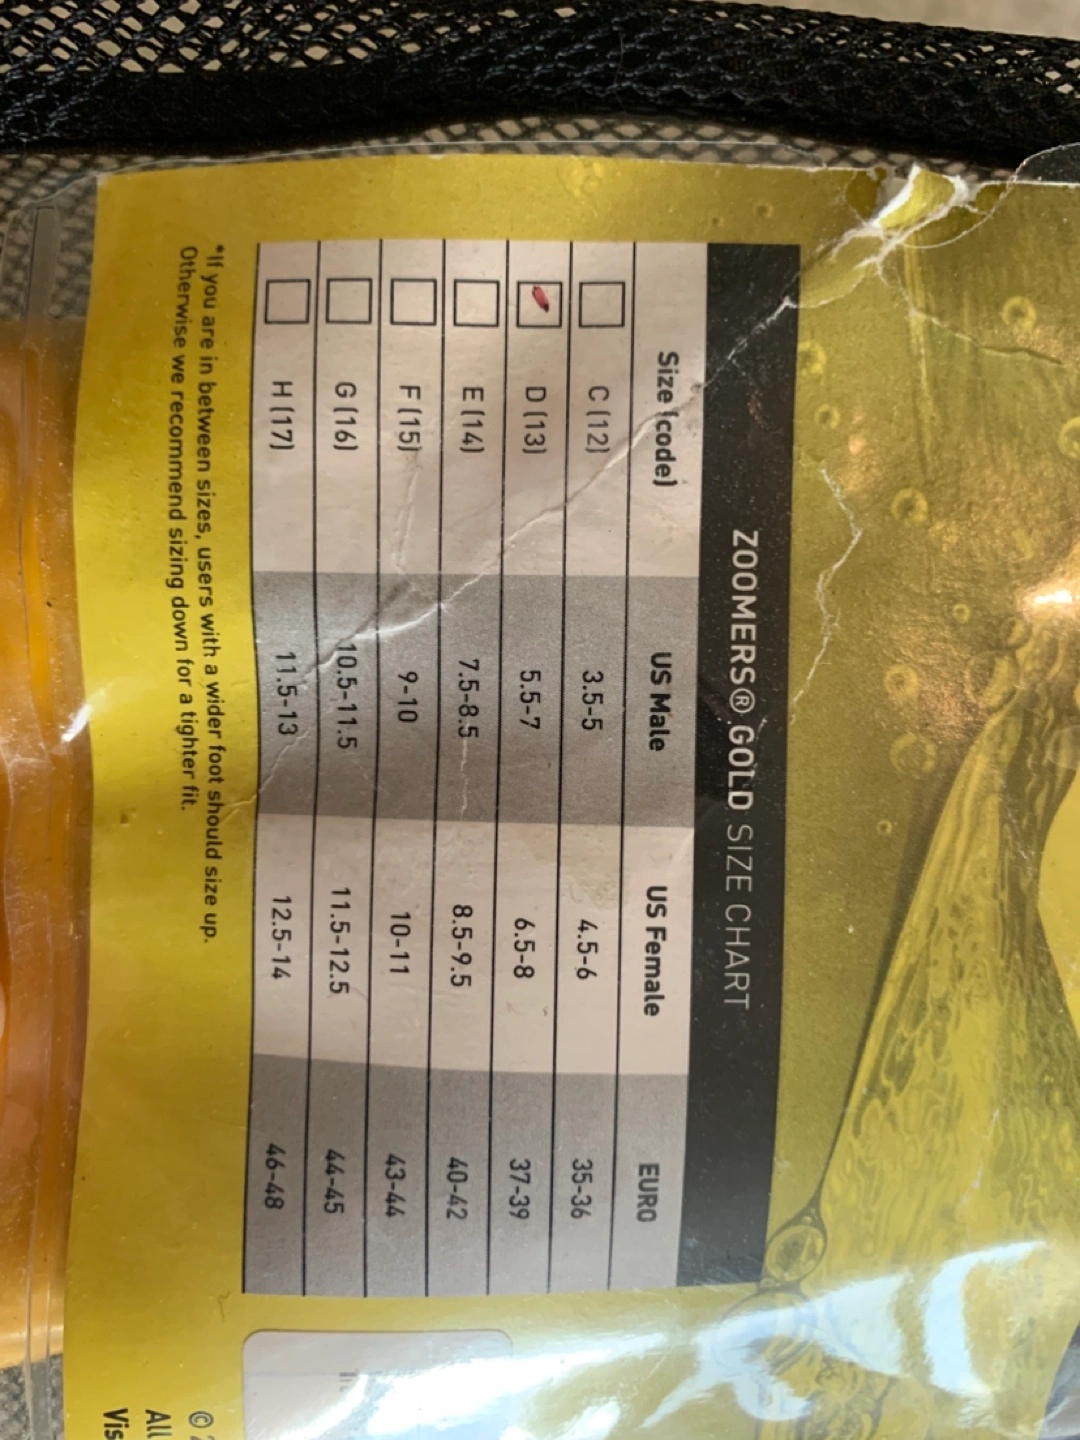 ZOOMERS® GOLD SIZE CHART
Size (code) US Male US Female EURO
C (12) 3.5-5 4.5-6 35-36
D (13) 5.5-7 6.5-8 37-39
E (14) 7.5-8.5 8.5-9.5 40-42
F (15) 9-10 10-11 43-44
G (16) 10.5-11.5 11.5-12.5 44-45
H (17) 11.5-13 12.5-14 46-48
*If you are in between sizes, users with a wider foot should size up.
Otherwise we recommend sizing down for a tighter fit.
©
All